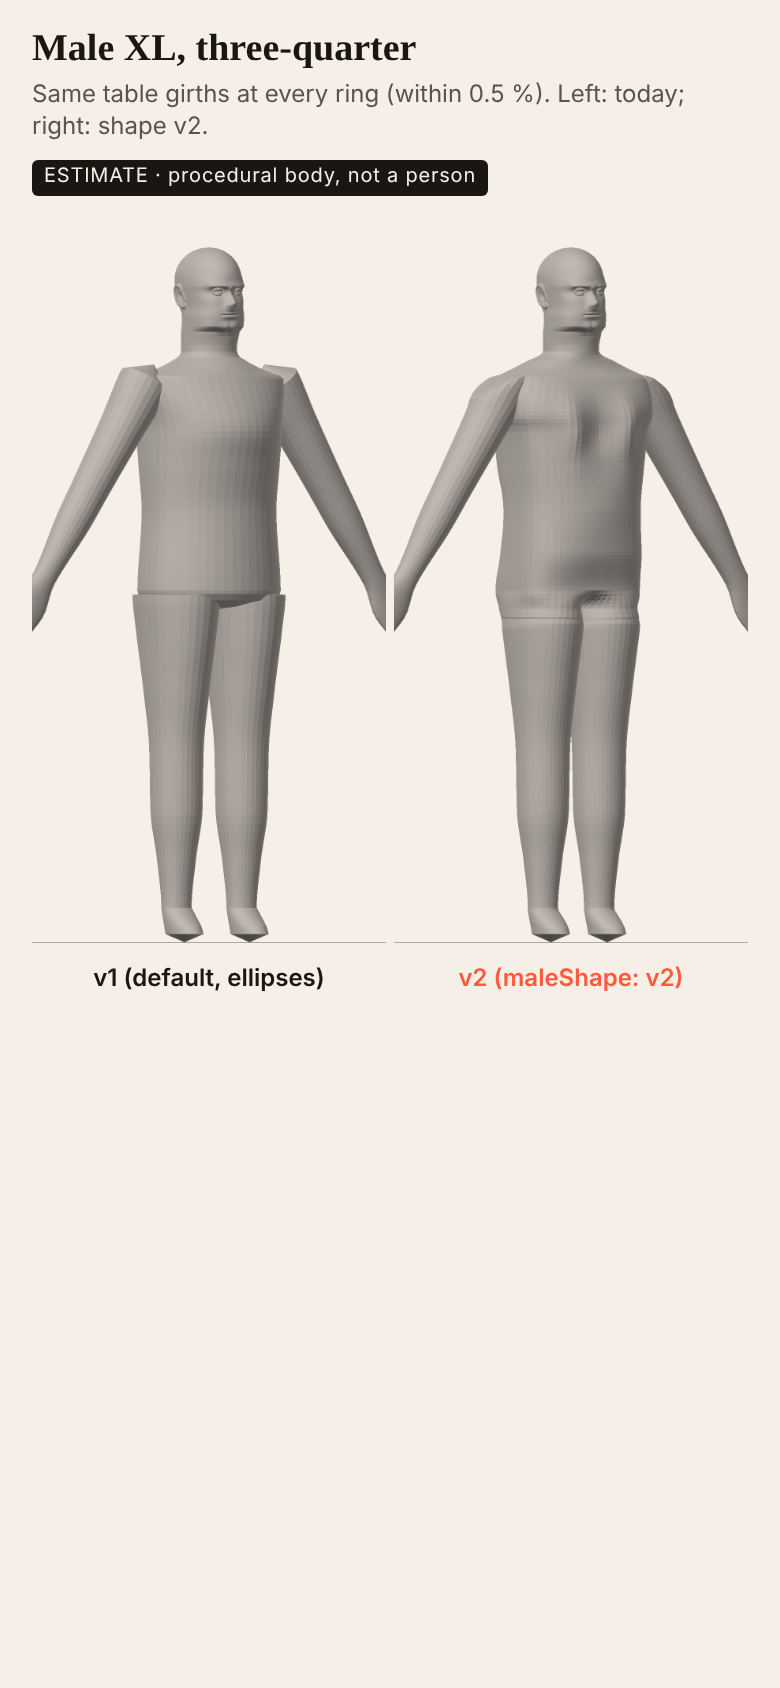 Male XL, three-quarter
Same table girths at every ring (within 0.5 %). Left: today;
right: shape v2.
ESTIMATE · procedural body, not a person
v1 (default, ellipses)
v2 (maleShape: v2)